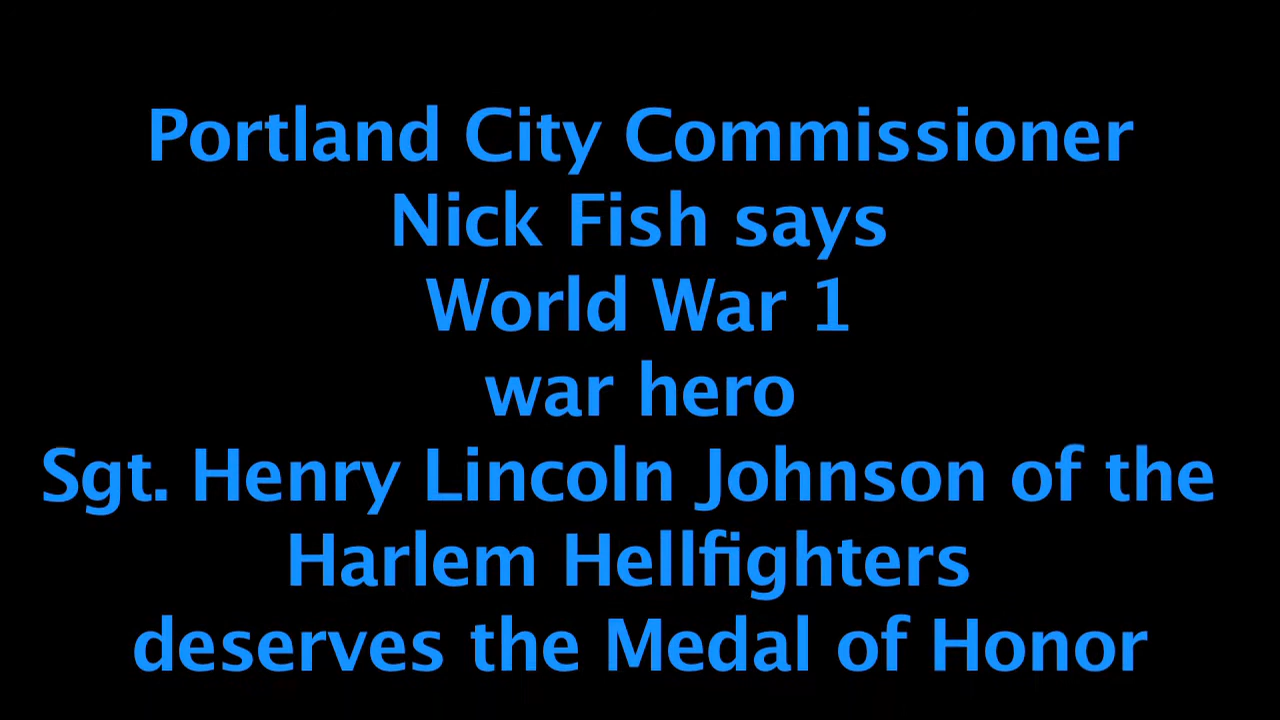 Portland City Commissioner
Nick Fish says
World War 1
war hero
Sgt. Henry Lincoln Johnson of the
Harlem Hellfighters
deserves the Medal of Honor